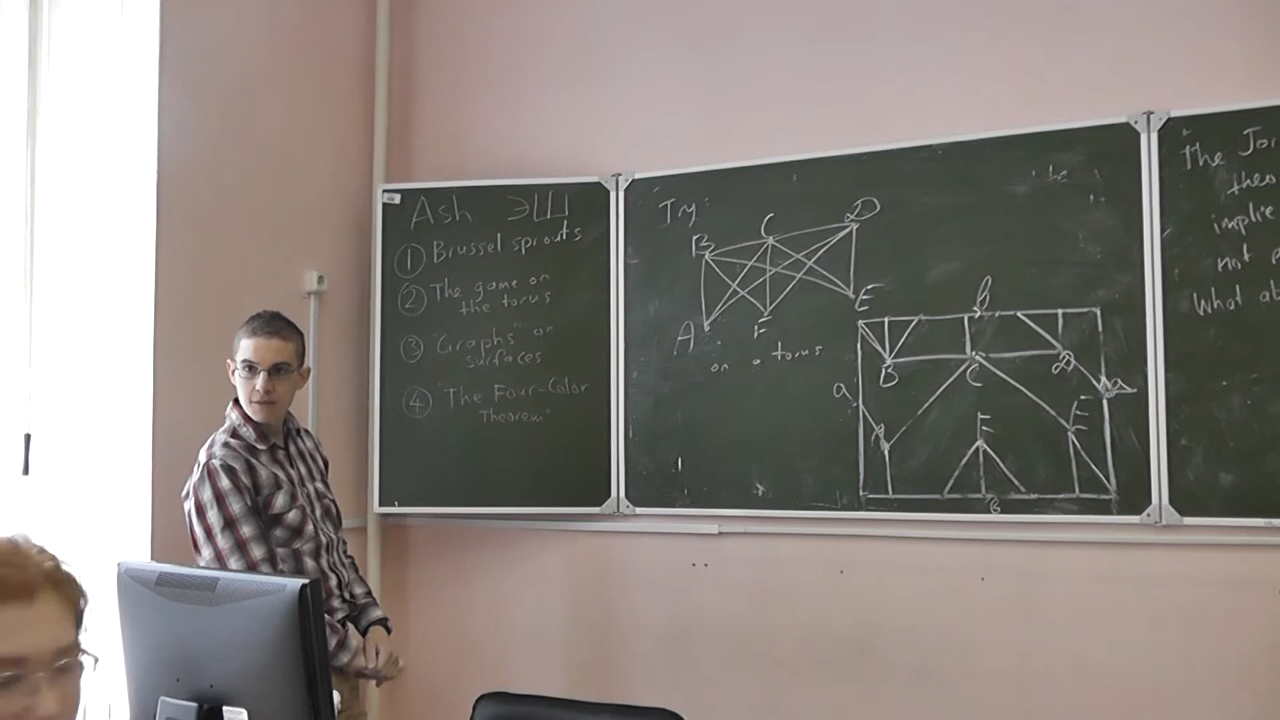 Ash ЭШ
① Brussel sprouts
② The game on
the torus
③ "Graphs" on
surfaces
④ "The Four-Color
Theorem"
Try:
B C D
A F E
on a torus
b
B C D
a a
A F E
B
The Jor
theo
implie
not
What ab